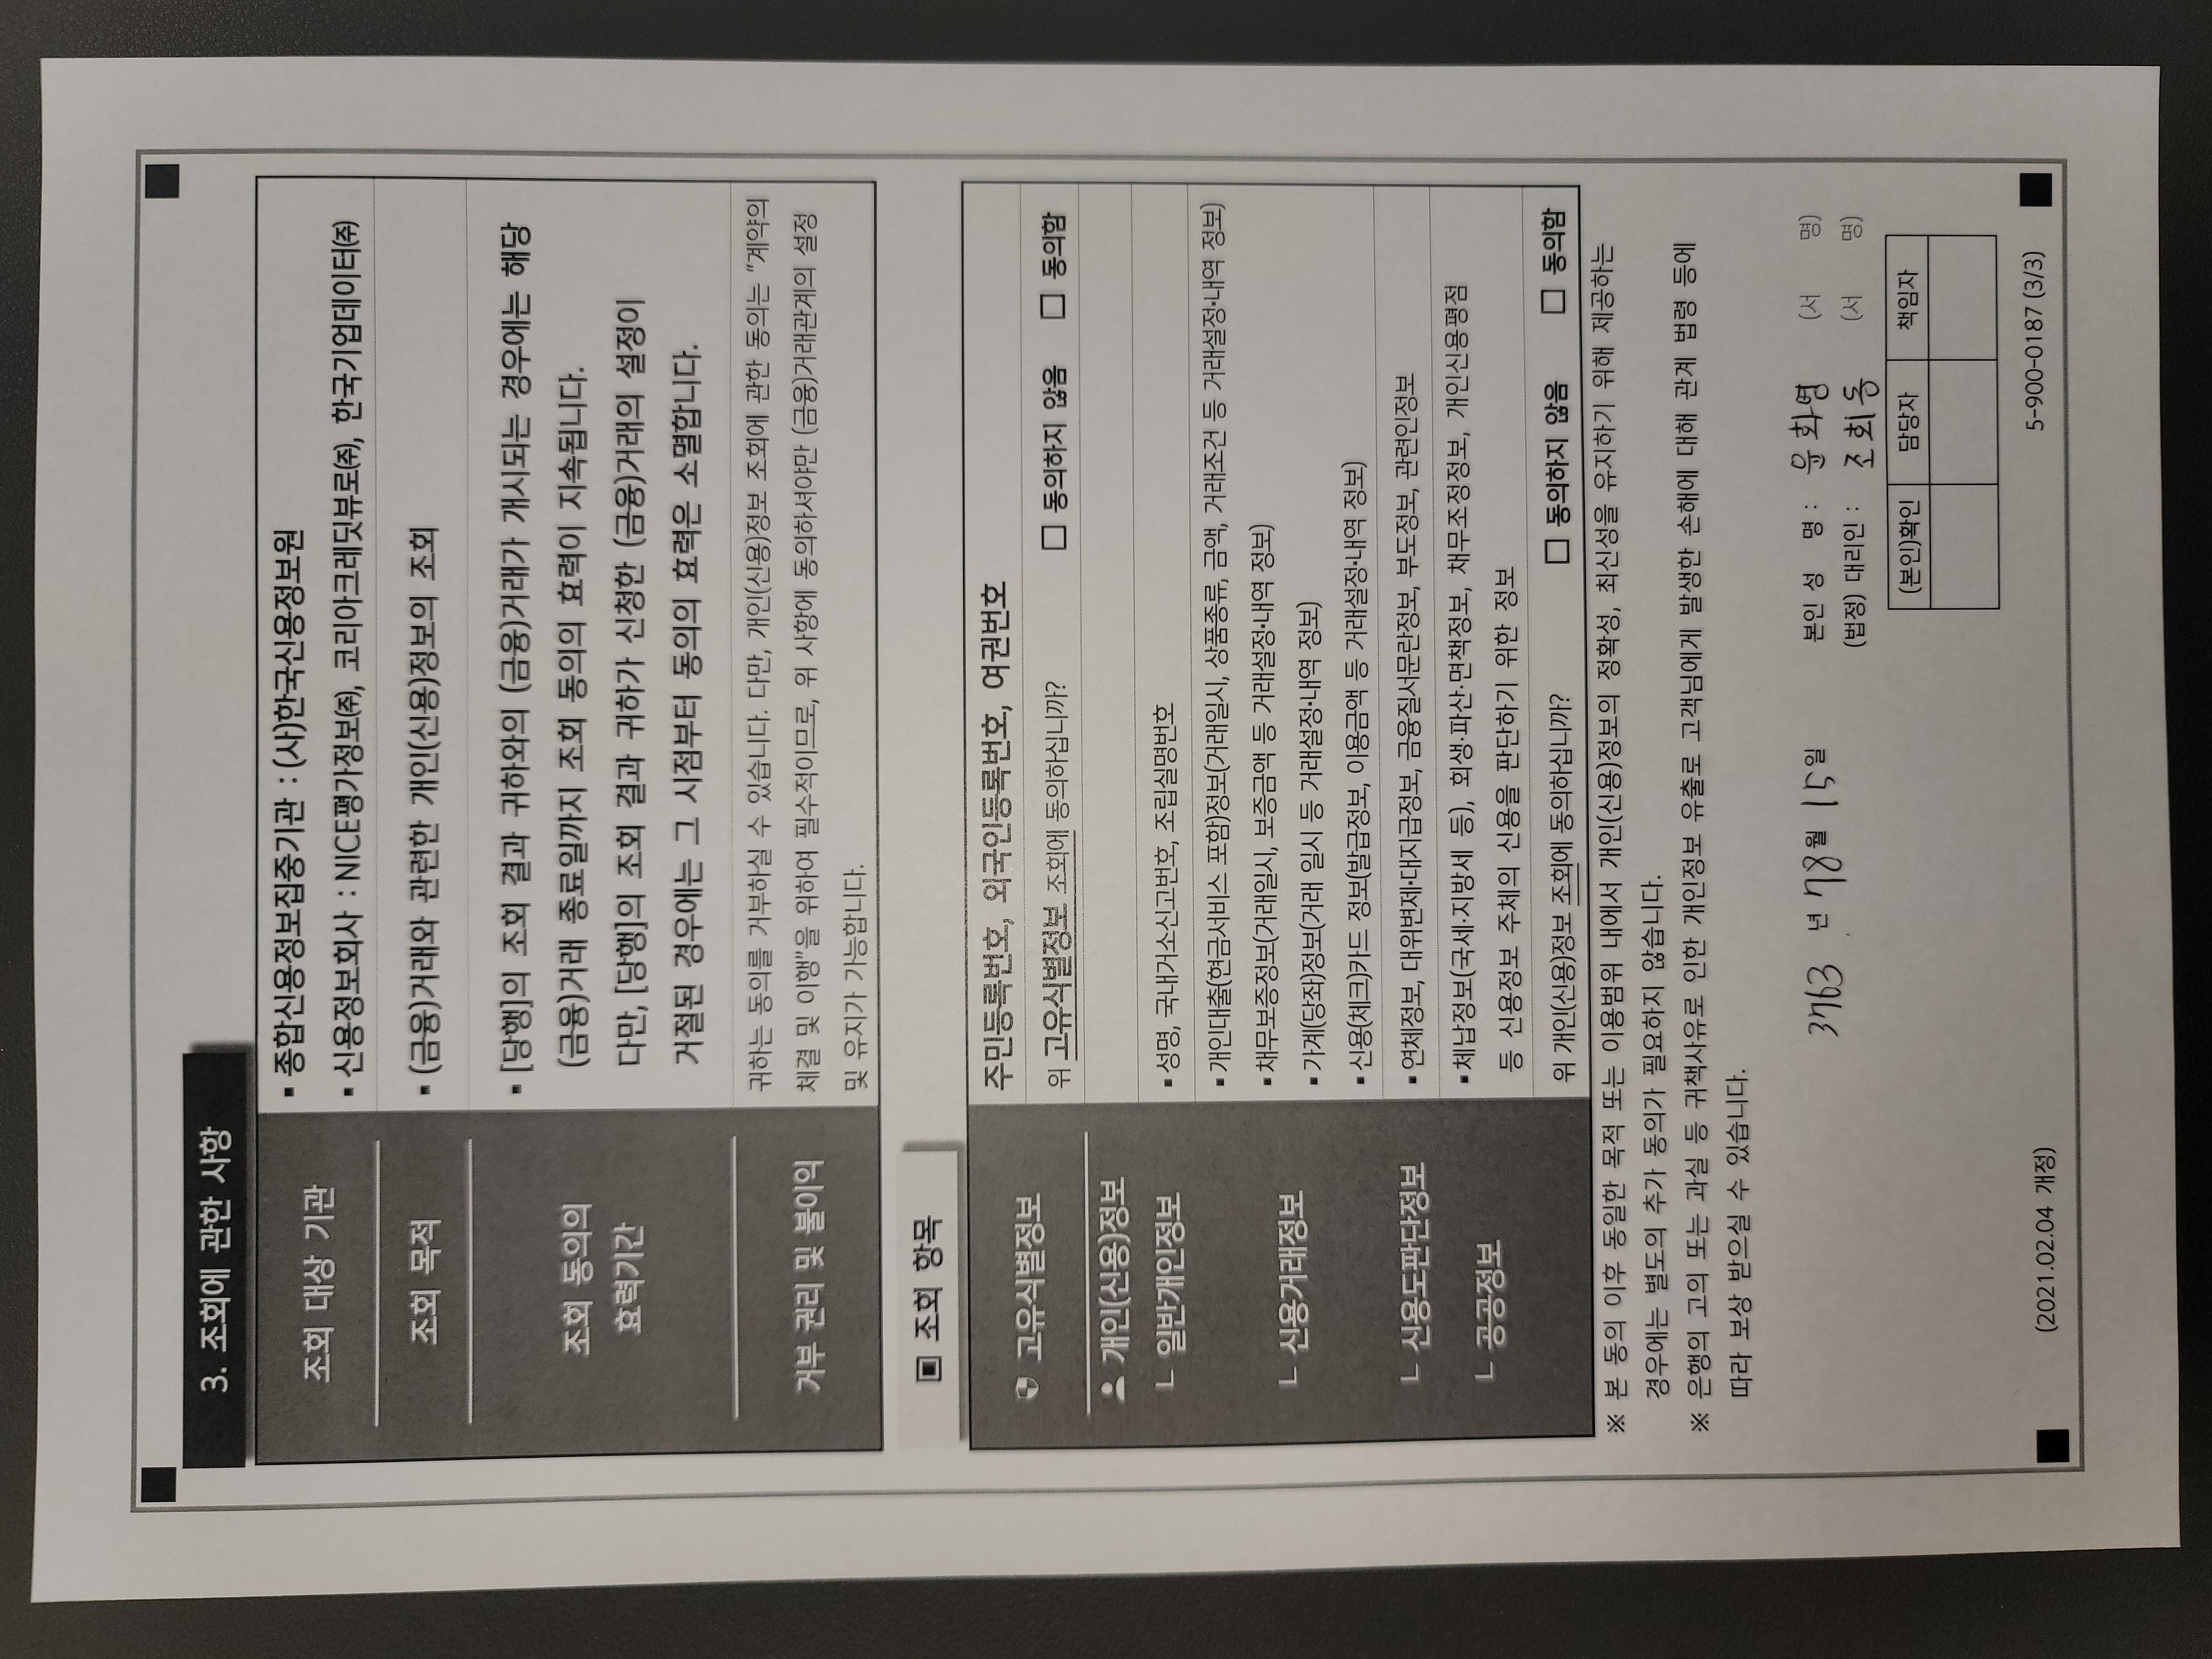 3. 조회에 관한 사항
조회 대상 기관
▪ 종합신용정보집중기관 : (사)한국신용정보원
▪ 신용정보회사 : NICE평가정보㈜, 코리아크레딧뷰로㈜, 한국기업데이터㈜
조회 목적
▪ (금융)거래와 관련한 개인(신용)정보의 조회
조회 동의의
효력기간
▪ [당행]의 조회 결과 귀하와의 (금융)거래가 개시되는 경우에는 해당
(금융)거래 종료일까지 조회 동의의 효력이 지속됩니다.
다만, [당행]의 조회 결과 귀하가 신청한 (금융)거래의 설정이
거절된 경우에는 그 시점부터 동의의 효력은 소멸합니다.
거부 권리 및 불이익
귀하는 동의를 거부하실 수 있습니다. 다만, 개인(신용)정보 조회에 관한 동의는 "계약의
체결 및 이행"을 위하여 필수적이므로, 위 사항에 동의하셔야만 (금융)거래관계의 설정
및 유지가 가능합니다.
▣ 조회 항목
고유식별정보
주민등록번호, 외국인등록번호, 여권번호
위 고유식별정보 조회에 동의하십니까? □ 동의하지 않음 □ 동의함
개인(신용)정보
└ 일반개인정보
▪ 성명, 국내거소신고번호, 조립실명번호
└ 신용거래정보
▪ 개인대출(현금서비스 포함)정보(거래일시, 상품종류, 금액, 거래조건 등 거래설정·내역 정보)
▪ 채무보증정보(거래일시, 보증금액 등 거래설정·내역 정보)
▪ 가계(당좌)정보(거래 일시 등 거래설정·내역 정보)
▪ 신용(체크)카드 정보(발급정보, 이용금액 등 거래설정·내역 정보)
└ 신용도판단정보
▪ 연체정보, 대위변제·대지급정보, 금융질서문란정보, 부도정보, 관련인정보
└ 공공정보
▪ 체납정보(국세·지방세 등), 회생·파산·면책정보, 채무조정정보, 개인신용평점
등 신용정보 주체의 신용을 판단하기 위한 정보
위 개인(신용)정보 조회에 동의하십니까? □ 동의하지 않음 □ 동의함
※ 본 동의 이후 동일한 목적 또는 이용범위 내에서 개인(신용)정보의 정확성, 최신성을 유지하기 위해 제공하는
경우에는 별도의 추가 동의가 필요하지 않습니다.
※ 은행의 고의 또는 과실 등 귀책사유로 인한 개인정보 유출로 고객님에게 발생한 손해에 대해 관계 법령 등에
따라 보상 받으실 수 있습니다.
3763 년 78월 15일
본인 성 명 : 윤화영 (서 명)
(법정) 대리인 : 조회동 (서 명)
(본인)확인 담당자 책임자
(2021.02.04 개정)
5-900-0187 (3/3)